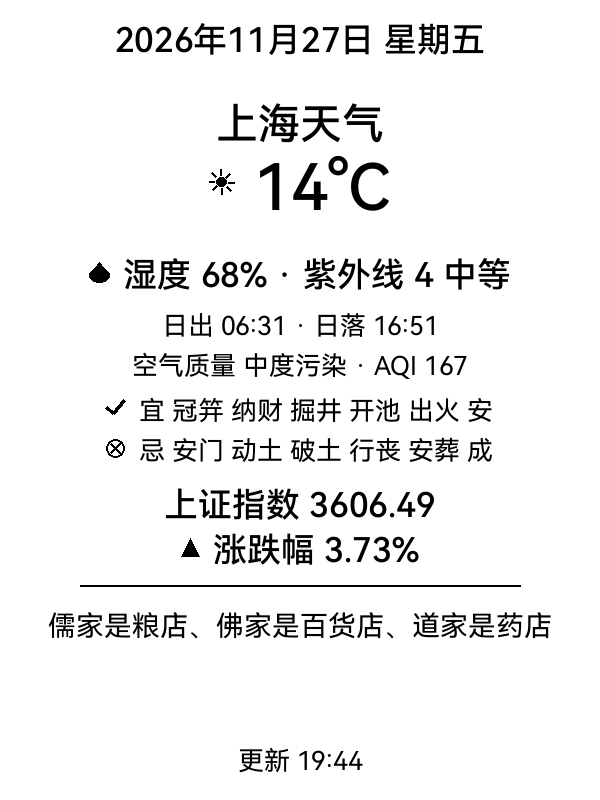 2026年11月27日 星期五
上海天气
14°C
湿度 68% · 紫外线 4 中等
日出 06:31 · 日落 16:51
空气质量 中度污染 · AQI 167
宜 冠笄 纳财 掘井 开池 出火 安
忌 安门 动土 破土 行丧 安葬 成
上证指数 3606.49
▲ 涨跌幅 3.73%
儒家是粮店、佛家是百货店、道家是药店
更新 19:44